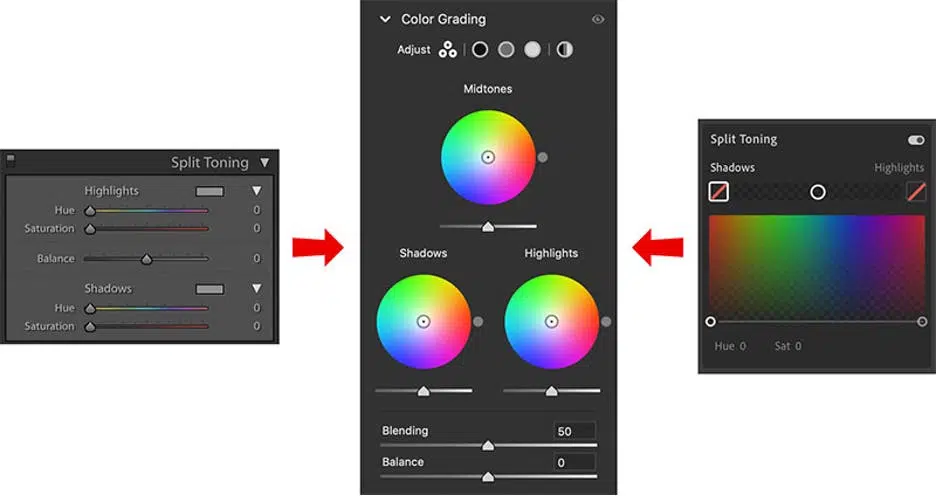 Split Toning
Highlights
Hue 0
Saturation 0
Balance 0
Shadows
Hue 0
Saturation 0
Color Grading
Adjust
Midtones
Shadows Highlights
Blending 50
Balance 0
Split Toning
Shadows Highlights
Hue 0 Sat 0